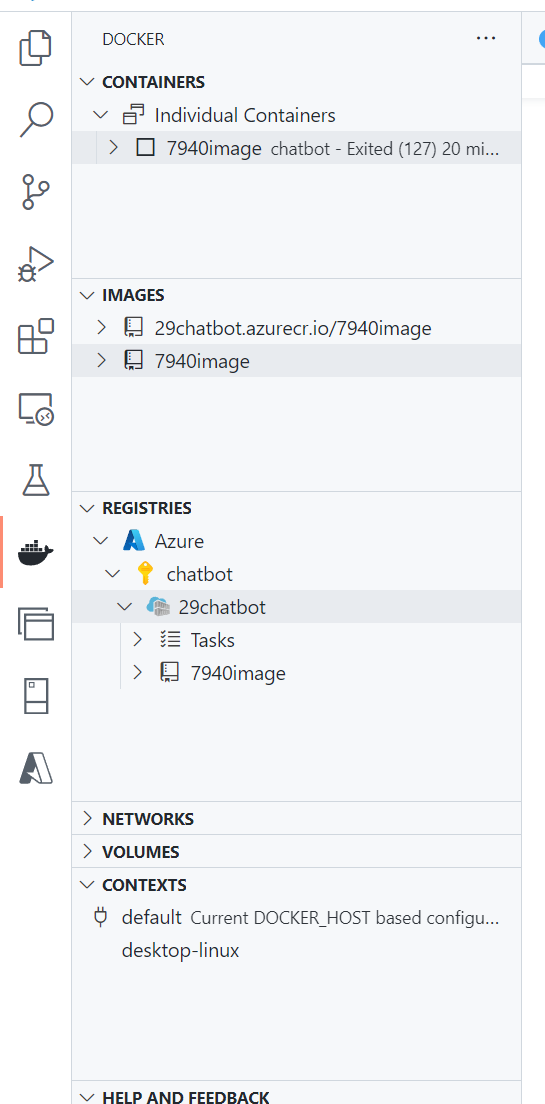 DOCKER
CONTAINERS
Individual Containers
7940image chatbot - Exited (127) 20 mi...
IMAGES
29chatbot.azurecr.io/7940image
7940image
REGISTRIES
Azure
chatbot
29chatbot
Tasks
7940image
NETWORKS
VOLUMES
CONTEXTS
default Current DOCKER_HOST based configu...
desktop-linux
HELP AND FEEDBACK